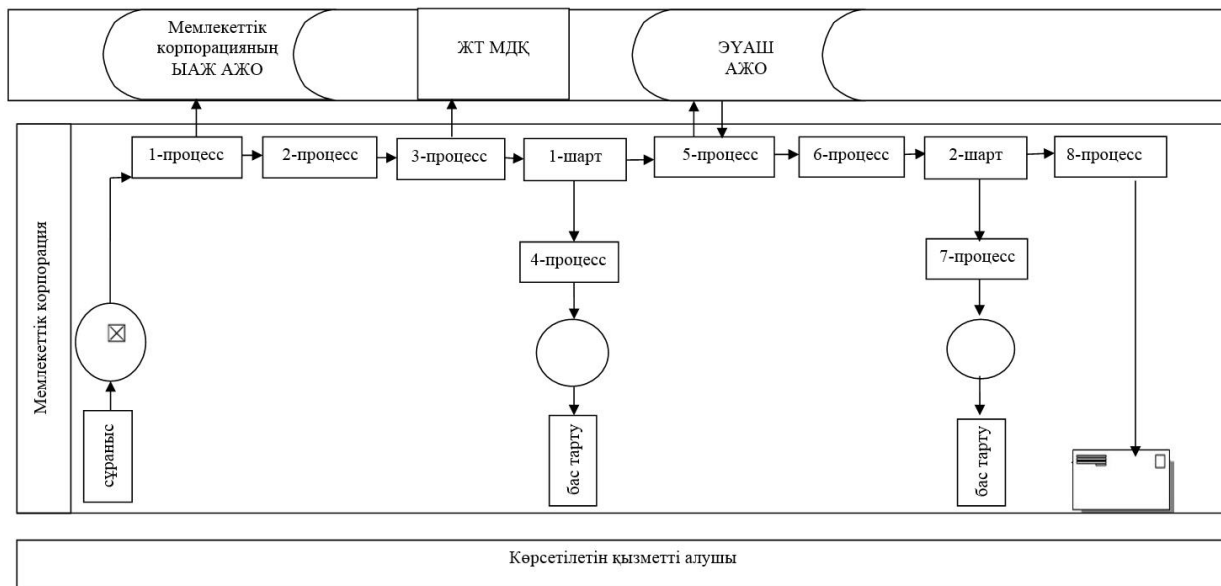 Мемлекеттік
корпорацияның
ЫАЖ АЖО
ЖТ МДҚ
ЭҮАШ
АЖО
1-процесс
2-процесс
3-процесс
1-шарт
5-процесс
6-процесс
2-шарт
8-процесс
4-процесс
7-процесс
Мемлекеттік корпорация
сұраныс
бас тарту
бас тарту
Көрсетілетін қызметті алушы